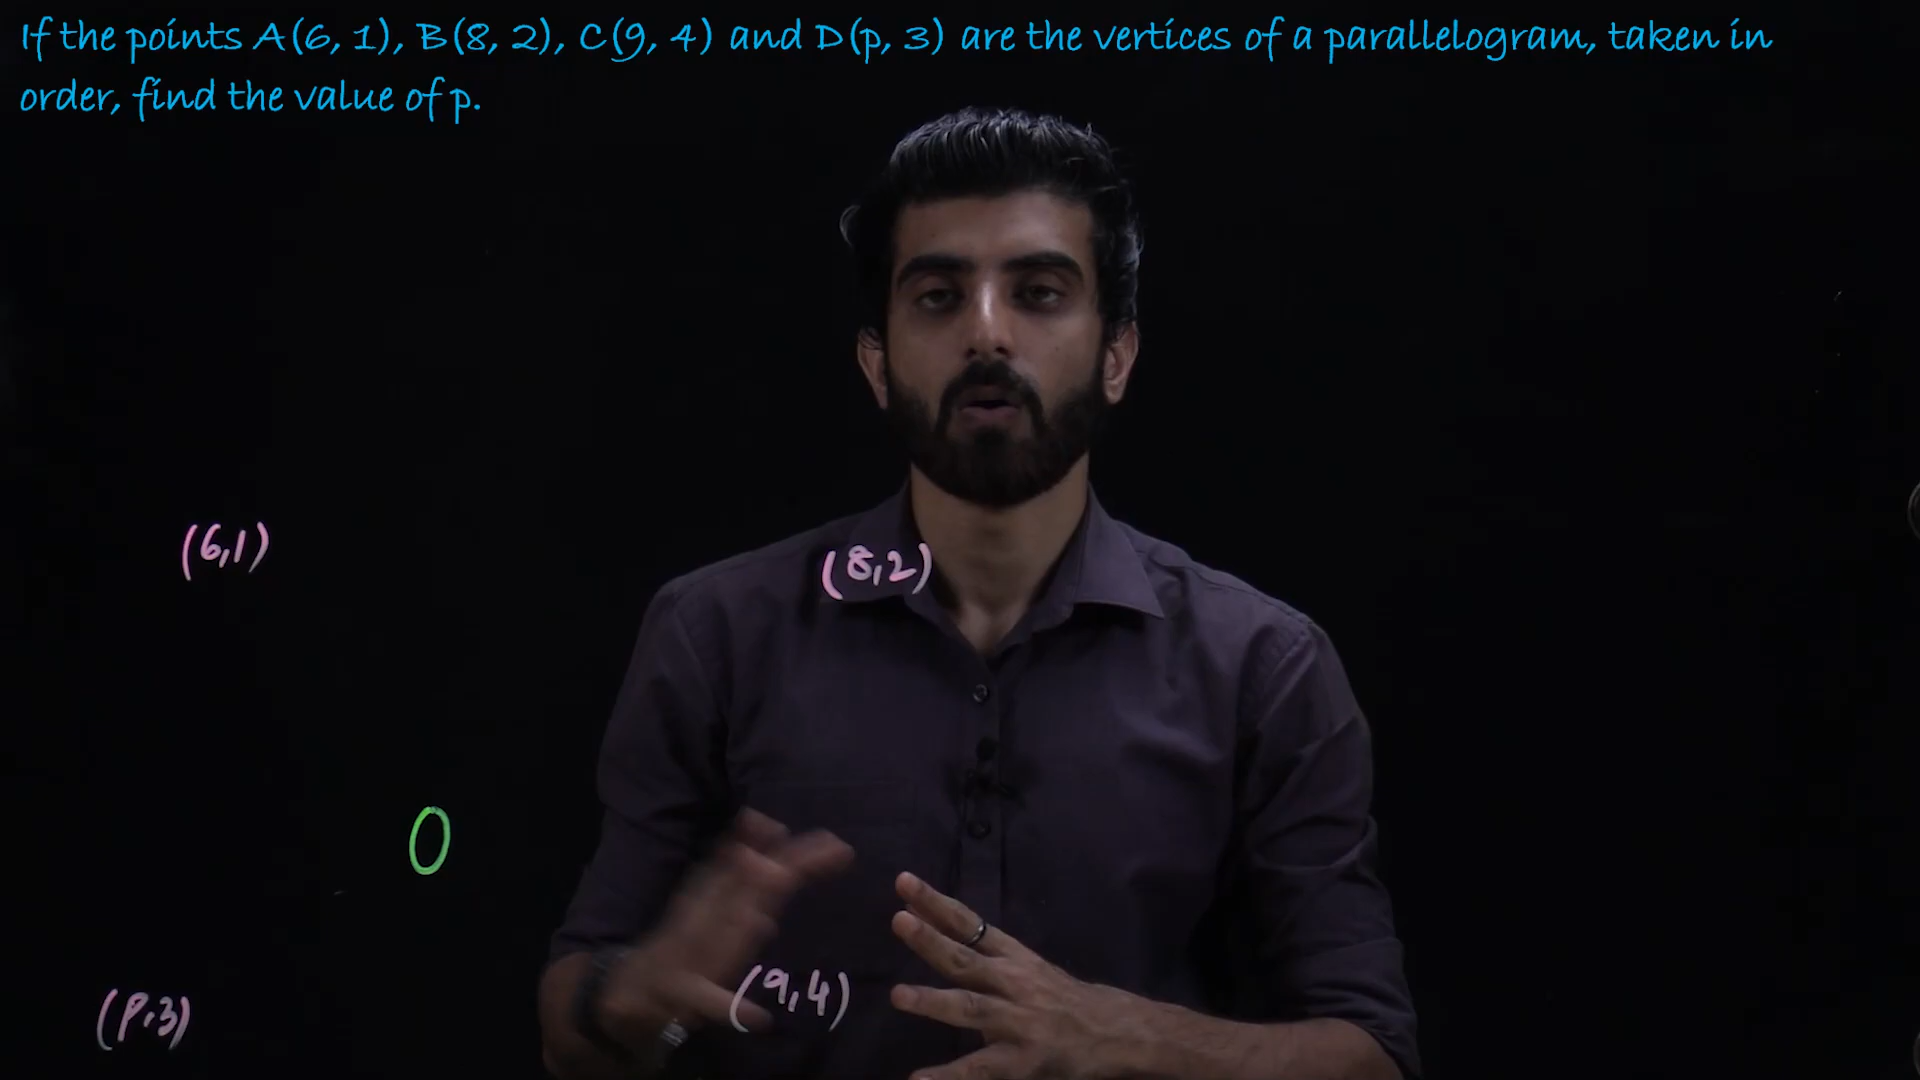 If the points A(6, 1), B(8, 2), C(9, 4) and D(p, 3) are the vertices of a parallelogram, taken in
order, find the value of p.
(6,1)
(8,2)
O
(9,4)
(P,3)